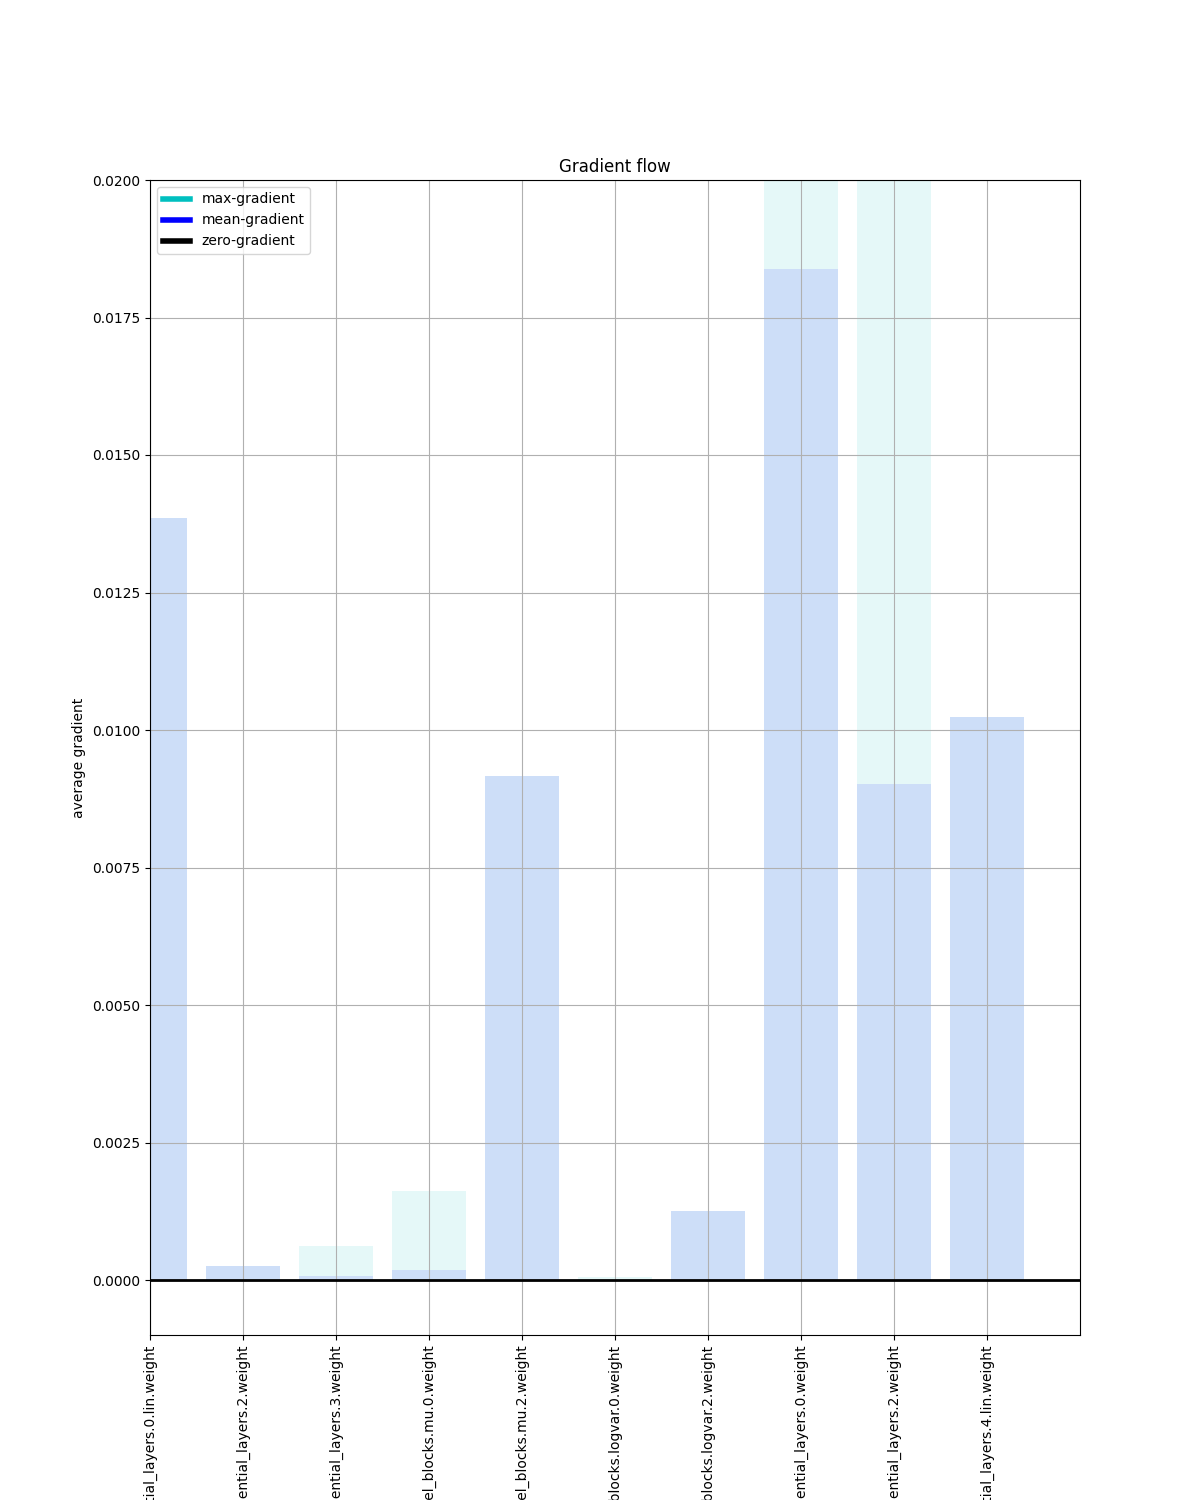 Gradient flow
max-gradient
mean-gradient
zero-gradient
0.0200
0.0175
0.0150
0.0125
0.0100
0.0075
0.0050
0.0025
0.0000
average gradient
tial_layers.0.lin.weight
ential_layers.2.weight
ential_layers.3.weight
el_blocks.mu.0.weight
el_blocks.mu.2.weight
blocks.logvar.0.weight
blocks.logvar.2.weight
ential_layers.0.weight
ential_layers.2.weight
tial_layers.4.lin.weight